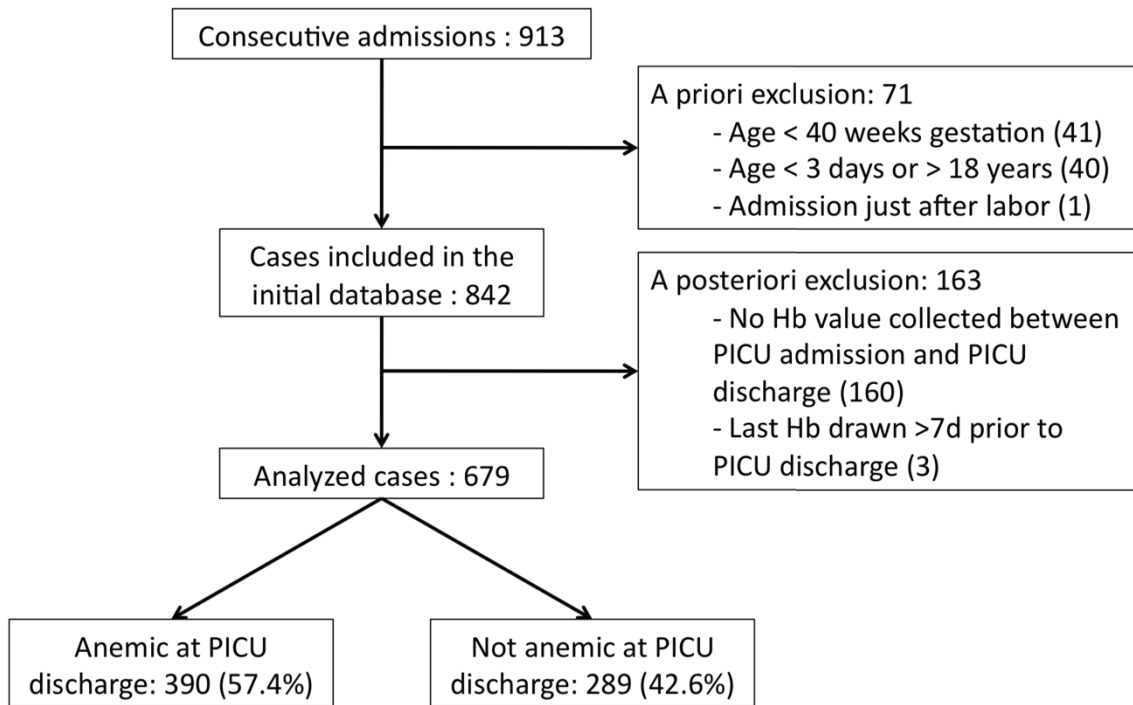 Consecutive admissions : 913
A priori exclusion: 71
- Age < 40 weeks gestation (41)
- Age < 3 days or > 18 years (40)
- Admission just after labor (1)
Cases included in the
initial database : 842
A posteriori exclusion: 163
- No Hb value collected between
PICU admission and PICU
discharge (160)
- Last Hb drawn >7d prior to
PICU discharge (3)
Analyzed cases : 679
Anemic at PICU
discharge: 390 (57.4%)
Not anemic at PICU
discharge: 289 (42.6%)